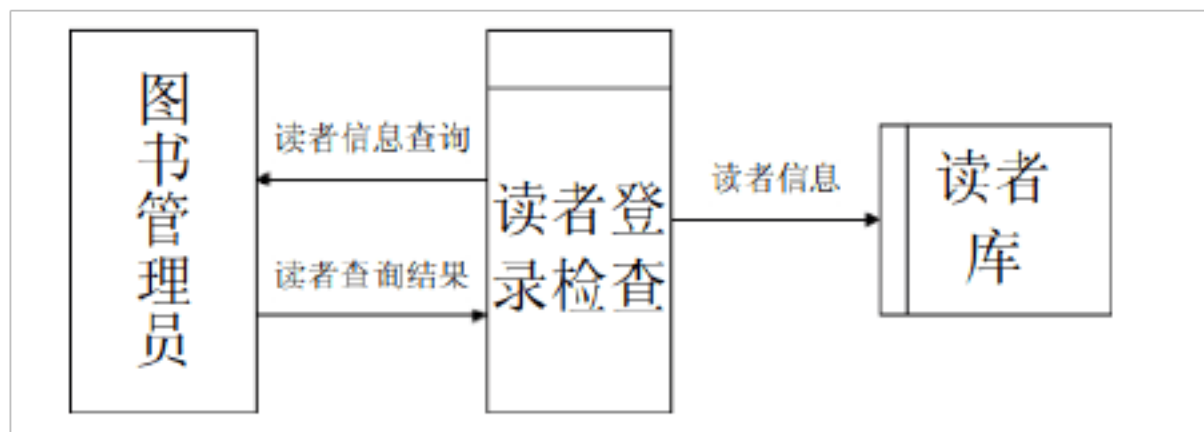 图书管理员
读者信息查询
读者查询结果
读者登
录检查
读者信息
读者
库